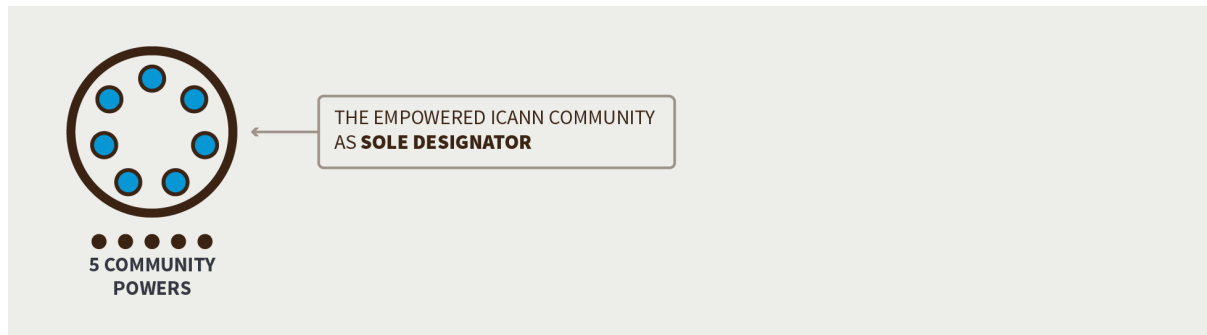 THE EMPOWERED ICANN COMMUNITY
AS SOLE DESIGNATOR
5 COMMUNITY
POWERS